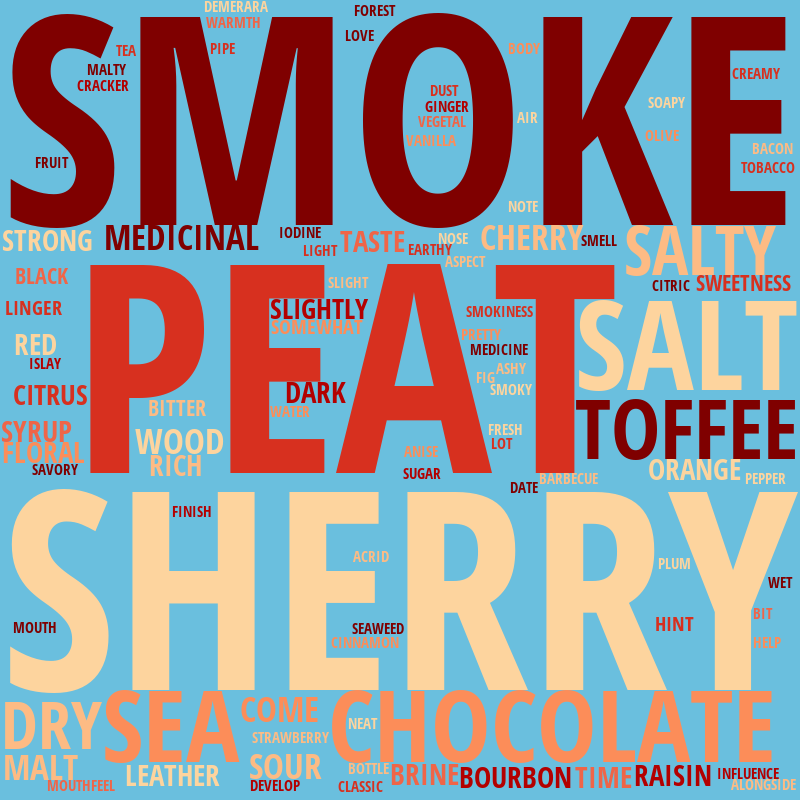 DEMERARA
FOREST
WARMTH
LOVE
TEA
PIPE
BODY
MALTY
CRACKER
SMOKE
DUST
GINGER
VEGETAL
VANILLA
AIR
CREAMY
SOAPY
OLIVE
BACON
TOBACCO
FRUIT
NOTE
STRONG
MEDICINAL
IODINE
LIGHT
TASTE
EARTHY
NOSE
ASPECT
CHERRY
SMELL
SALTY
BLACK
SLIGHT
CITRIC
SWEETNESS
LINGER
PEAT
SLIGHTLY
SOMEWHAT
SMOKINESS
PRETTY
MEDICINE
SALT
RED
ISLAY
ASHY
FIG
SMOKY
CITRUS
DARK
WATER
BITTER
TOFFEE
SYRUP
FLORAL
WOOD
RICH
FRESH
LOT
ANISE
SAVORY
SUGAR
ORANGE
PEPPER
BARBECUE
DATE
SHERRY
FINISH
ACRID
PLUM
WET
MOUTH
SEAWEED
CINNAMON
HINT
BIT
HELP
DRY
SEA
COME
NEAT
CHOCOLATE
STRAWBERRY
MALT
MOUTHFEEL
LEATHER
SOUR
DEVELOP
BOTTLE
CLASSIC
BRINE
BOURBON
TIME
RAISIN
INFLUENCE
ALONGSIDE